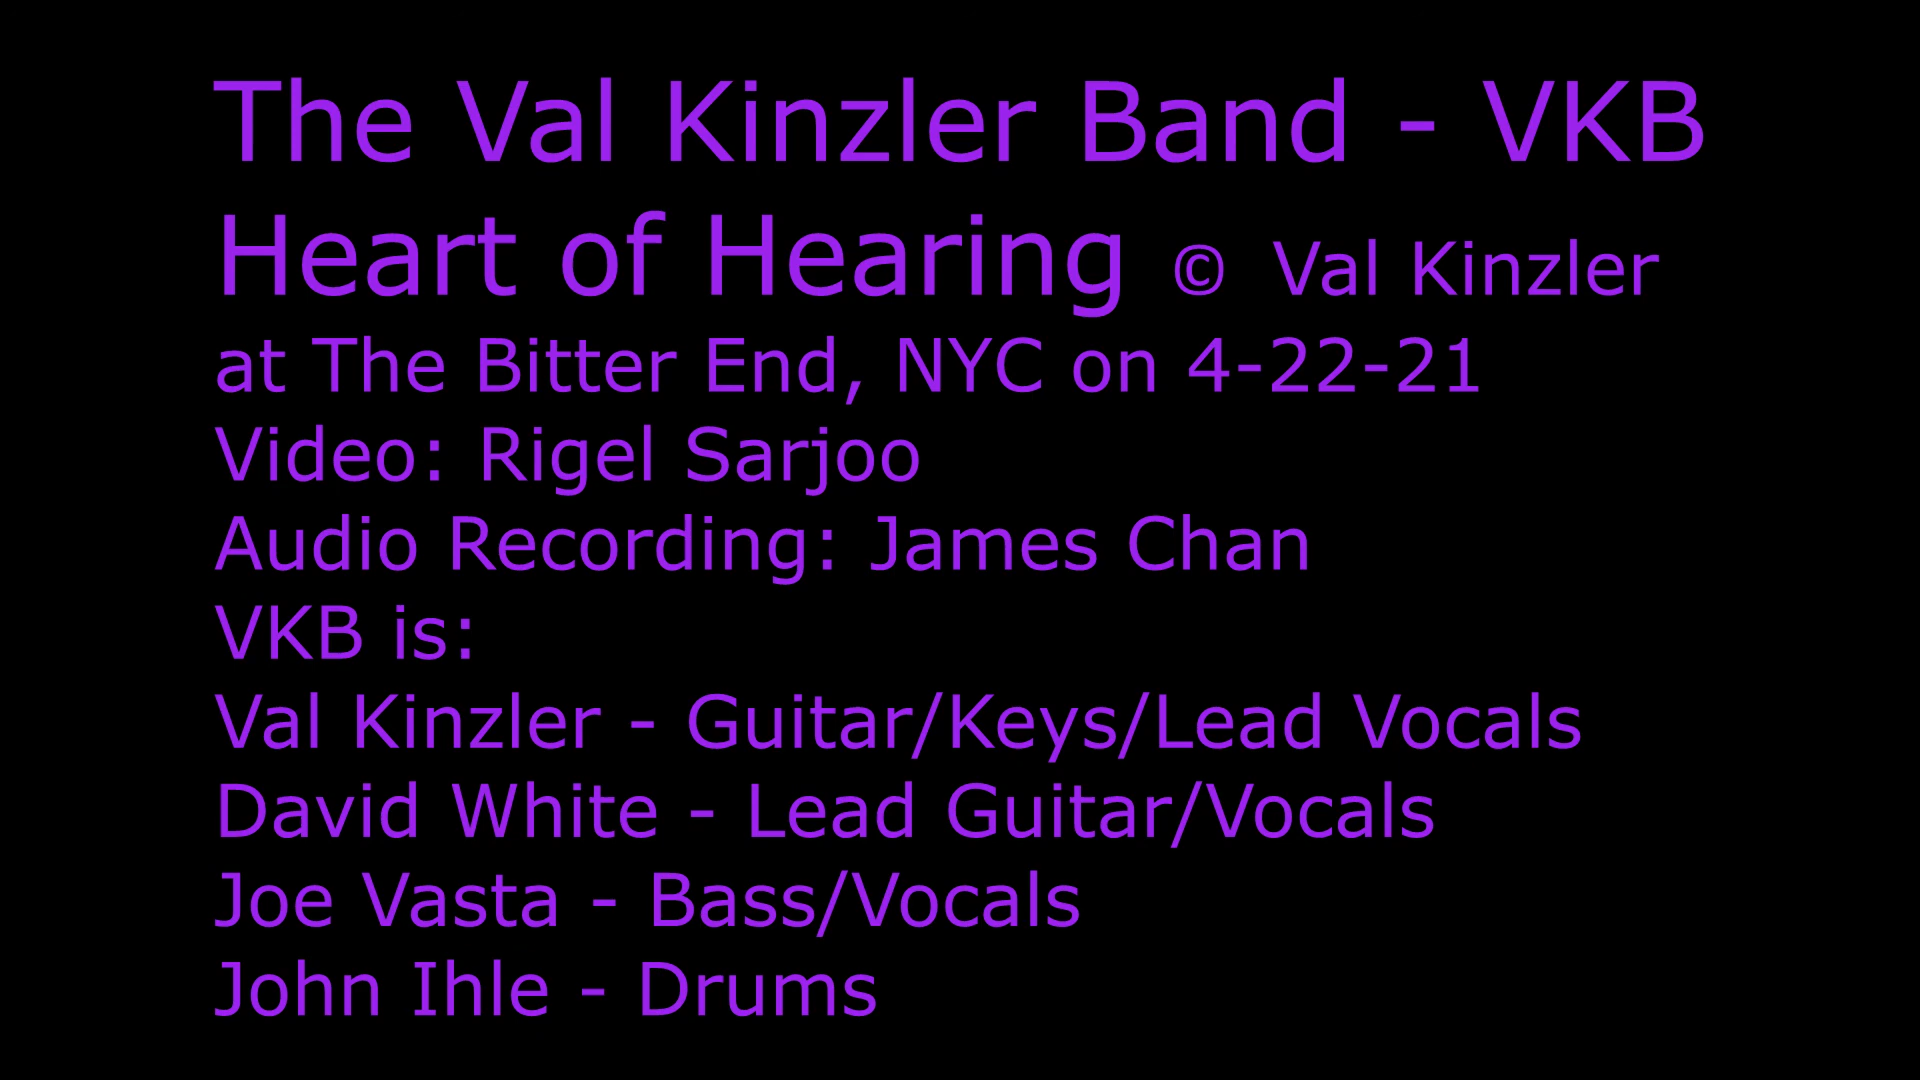 The Val Kinzler Band - VKB
Heart of Hearing © Val Kinzler
at The Bitter End, NYC on 4-22-21
Video: Rigel Sarjoo
Audio Recording: James Chan
VKB is:
Val Kinzler - Guitar/Keys/Lead Vocals
David White - Lead Guitar/Vocals
Joe Vasta - Bass/Vocals
John Ihle - Drums